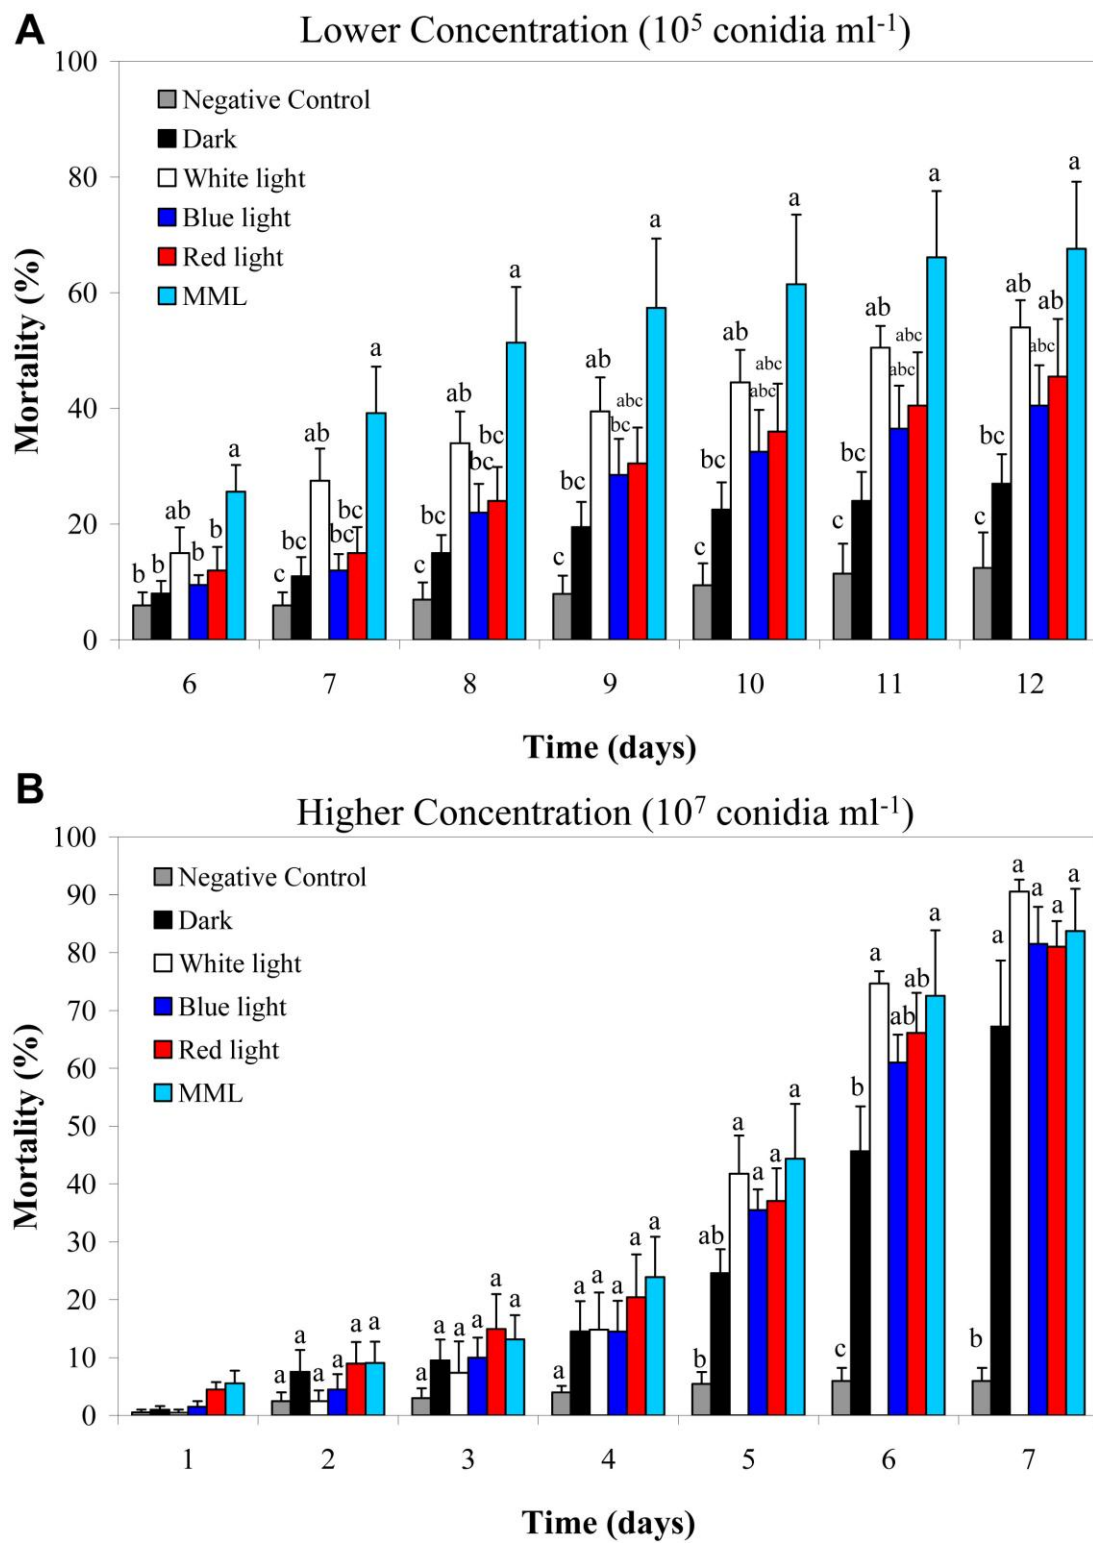 A
Lower Concentration (10⁵ conidia ml⁻¹)
100
80
60
40
20
0
Mortality (%)
Negative Control
Dark
White light
Blue light
Red light
MML
b b ab b b a
c bc ab bc bc a
c bc ab bc bc a
c bc ab bc abc a
c bc ab abc abc a
c bc ab abc abc a
c bc ab abc ab a
6 7 8 9 10 11 12
Time (days)
B
Higher Concentration (10⁷ conidia ml⁻¹)
100
90
80
70
60
50
40
30
20
10
0
Mortality (%)
Negative Control
Dark
White light
Blue light
Red light
MML
a a a a a a
a a a a a a
a a a a a a
b ab a a a a
c b a ab ab a
b a a a a a
1 2 3 4 5 6 7
Time (days)